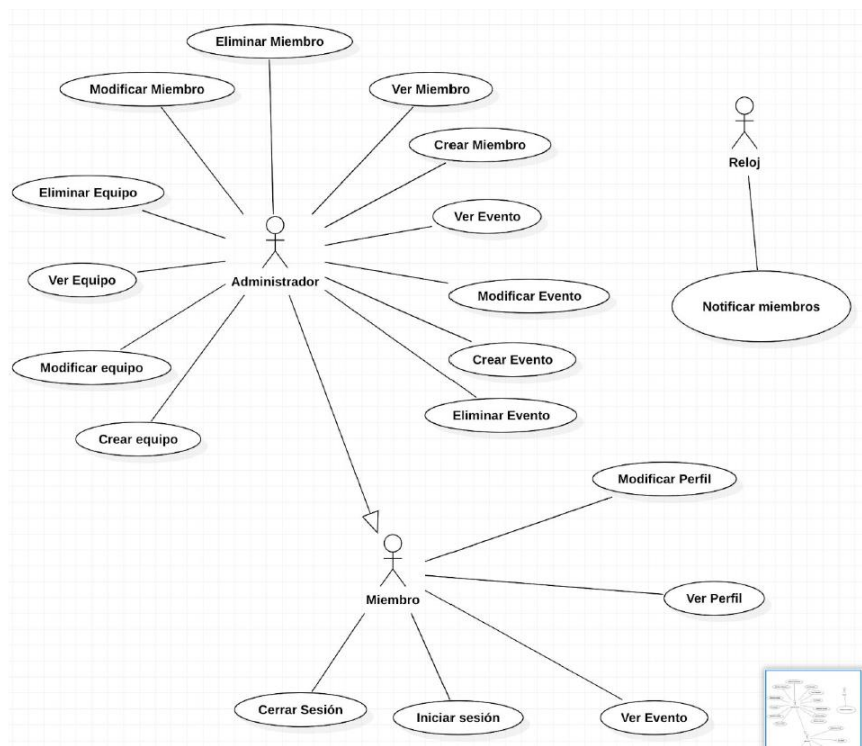 Eliminar Miembro
Modificar Miembro
Ver Miembro
Crear Miembro
Reloj
Eliminar Equipo
Ver Evento
Ver Equipo
Administrador
Modificar Evento
Notificar miembros
Modificar equipo
Crear Evento
Eliminar Evento
Crear equipo
Modificar Perfil
Miembro
Ver Perfil
Cerrar Sesión
Iniciar sesión
Ver Evento